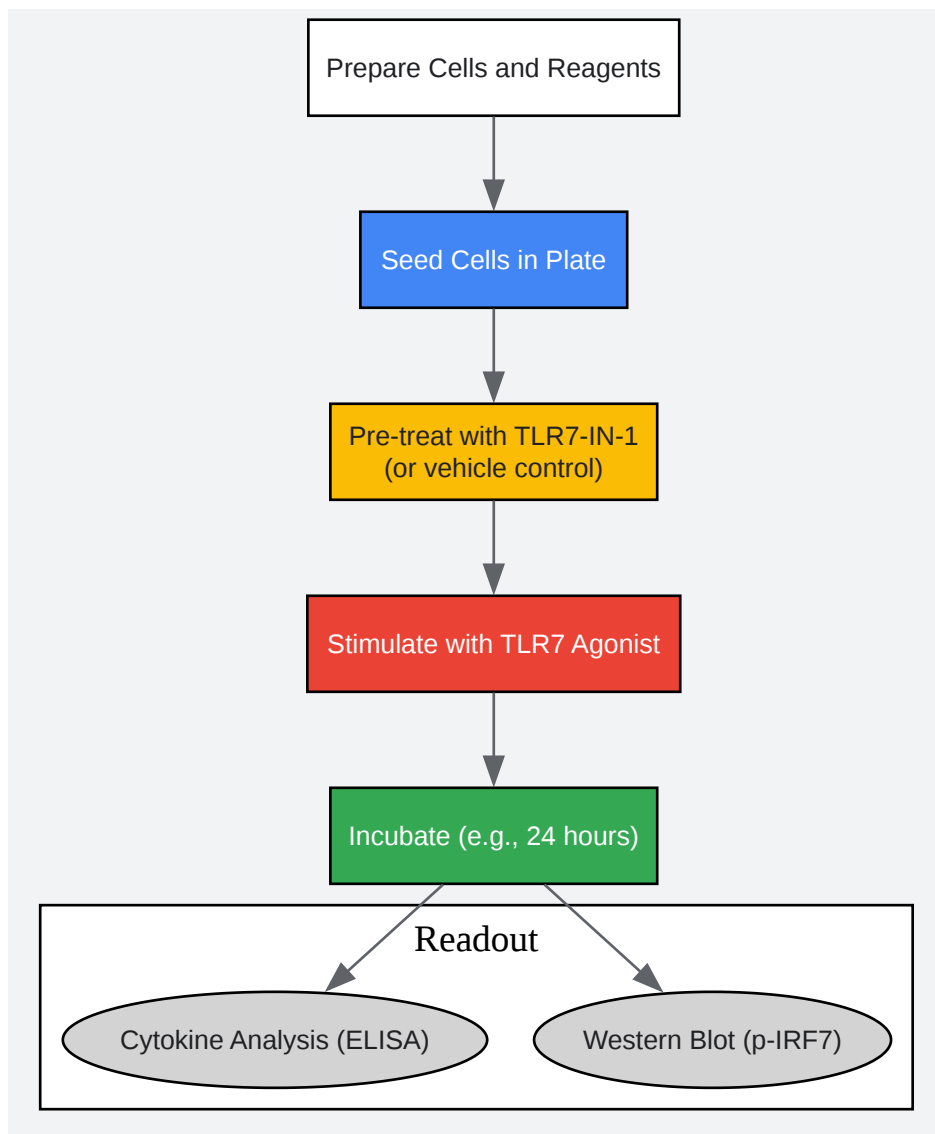 Prepare Cells and Reagents
Seed Cells in Plate
Pre-treat with TLR7-IN-1
(or vehicle control)
Stimulate with TLR7 Agonist
Incubate (e.g., 24 hours)
Readout
Cytokine Analysis (ELISA)
Western Blot (p-IRF7)